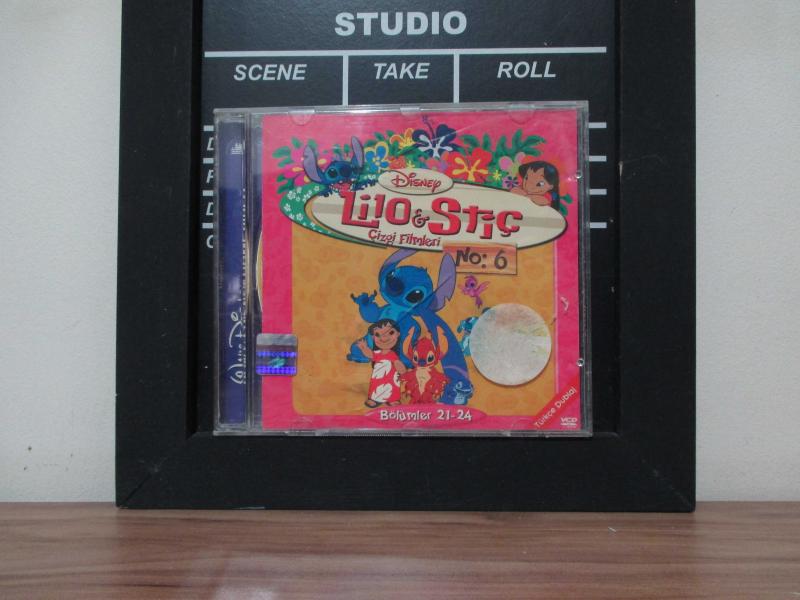 STUDIO
SCENE TAKE ROLL
Disney
Lilo & Stiç
Çizgi Filmleri
No: 6
Bölümler 21-24
Türkçe Dublaj
VCD